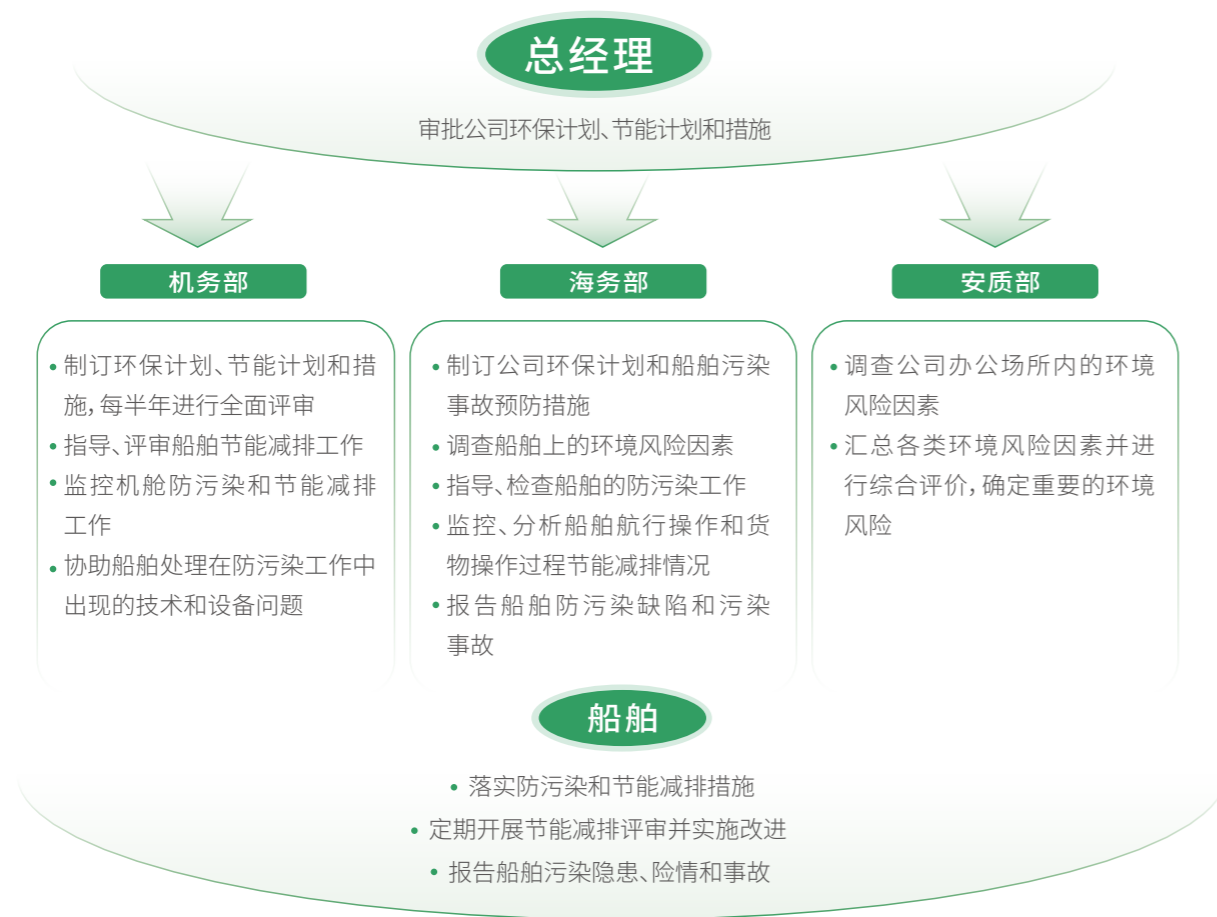 总经理
审批公司环保计划、节能计划和措施
机务部
• 制订环保计划、节能计划和措
施，每半年进行全面评审
• 指导、评审船舶节能减排工作
• 监控机舱防污染和节能减排
工作
• 协助船舶处理在防污染工作中
出现的技术和设备问题
海务部
• 制订公司环保计划和船舶污染
事故预防措施
• 调查船舶上的环境风险因素
• 指导、检查船舶的防污染工作
• 监控、分析船舶航行操作和货
物操作过程节能减排情况
• 报告船舶防污染缺陷和污染
事故
安质部
• 调查公司办公场所内的环境
风险因素
• 汇总各类环境风险因素并进
行综合评价，确定重要的环境
风险
船舶
• 落实防污染和节能减排措施
• 定期开展节能减排评审并实施改进
• 报告船舶污染隐患、险情和事故